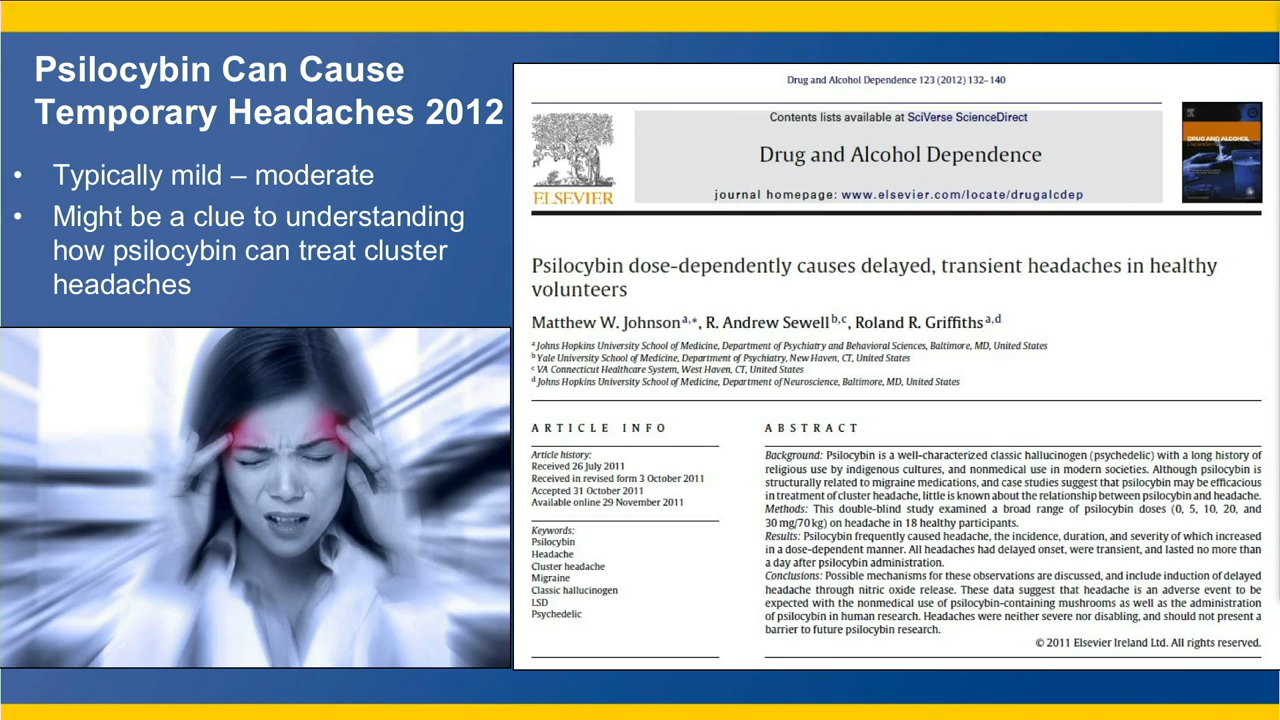 Psilocybin Can Cause
Temporary Headaches 2012
• Typically mild – moderate
• Might be a clue to understanding
how psilocybin can treat cluster
headaches
Drug and Alcohol Dependence 123 (2012) 132–140
Contents lists available at SciVerse ScienceDirect
Drug and Alcohol Dependence
journal homepage: www.elsevier.com/locate/drugalcdep
ELSEVIER
DRUG AND ALCOHOL
Psilocybin dose-dependently causes delayed, transient headaches in healthy
volunteers
Matthew W. Johnson a,*, R. Andrew Sewell b,c, Roland R. Griffiths a,d
a Johns Hopkins University School of Medicine, Department of Psychiatry and Behavioral Sciences, Baltimore, MD, United States
b Yale University School of Medicine, Department of Psychiatry, New Haven, CT, United States
c VA Connecticut Healthcare System, West Haven, CT, United States
d Johns Hopkins University School of Medicine, Department of Neuroscience, Baltimore, MD, United States
ARTICLE INFO
Article history:
Received 26 July 2011
Received in revised form 3 October 2011
Accepted 31 October 2011
Available online 29 November 2011
Keywords:
Psilocybin
Headache
Cluster headache
Migraine
Classic hallucinogen
LSD
Psychedelic
ABSTRACT
Background: Psilocybin is a well-characterized classic hallucinogen (psychedelic) with a long history of
religious use by indigenous cultures, and nonmedical use in modern societies. Although psilocybin is
structurally related to migraine medications, and case studies suggest that psilocybin may be efficacious
in treatment of cluster headache, little is known about the relationship between psilocybin and headache.
Methods: This double-blind study examined a broad range of psilocybin doses (0, 5, 10, 20, and
30 mg/70 kg) on headache in 18 healthy participants.
Results: Psilocybin frequently caused headache, the incidence, duration, and severity of which increased
in a dose-dependent manner. All headaches had delayed onset, were transient, and lasted no more than
a day after psilocybin administration.
Conclusions: Possible mechanisms for these observations are discussed, and include induction of delayed
headache through nitric oxide release. These data suggest that headache is an adverse event to be
expected with the nonmedical use of psilocybin-containing mushrooms as well as the administration
of psilocybin in human research. Headaches were neither severe nor disabling, and should not present a
barrier to future psilocybin research.
© 2011 Elsevier Ireland Ltd. All rights reserved.